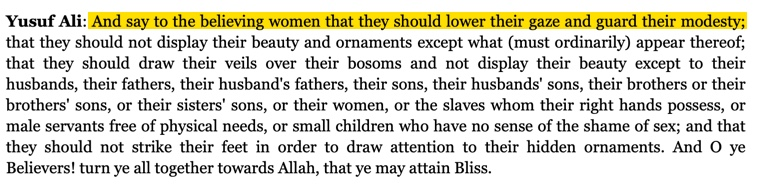 Yusuf Ali: And say to the believing women that they should lower their gaze and guard their modesty;
that they should not display their beauty and ornaments except what (must ordinarily) appear thereof;
that they should draw their veils over their bosoms and not display their beauty except to their
husbands, their fathers, their husband's fathers, their sons, their husbands' sons, their brothers or their
brothers' sons, or their sisters' sons, or their women, or the slaves whom their right hands possess, or
male servants free of physical needs, or small children who have no sense of the shame of sex; and that
they should not strike their feet in order to draw attention to their hidden ornaments. And O ye
Believers! turn ye all together towards Allah, that ye may attain Bliss.